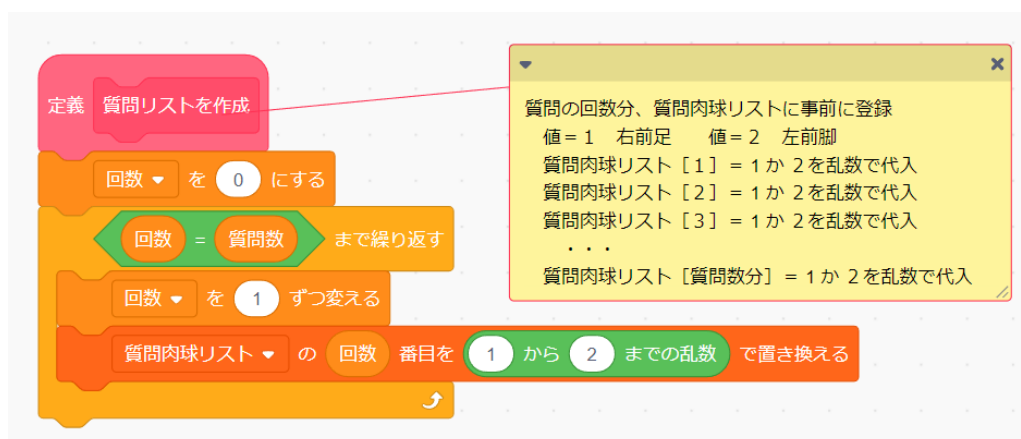 定義 質問リストを作成
回数 を 0 にする
回数 = 質問数 まで繰り返す
回数 を 1 ずつ変える
質問肉球リスト の 回数 番目を 1 から 2 までの乱数 で置き換える
質問の回数分、質問肉球リストに事前に登録
値=1 右前足 値=2 左前脚
質問肉球リスト[1]=1か2を乱数で代入
質問肉球リスト[2]=1か2を乱数で代入
質問肉球リスト[3]=1か2を乱数で代入
・・・
質問肉球リスト[質問数分]=1か2を乱数で代入